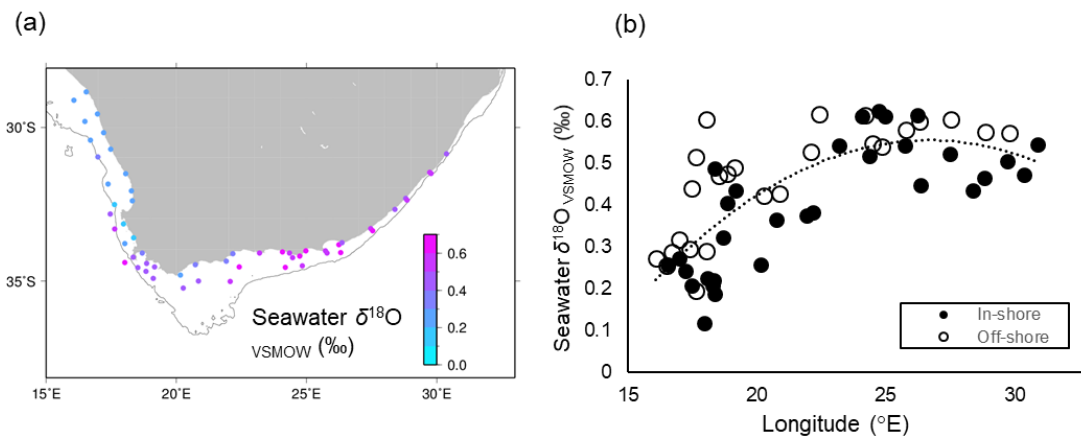 (a)
30°S
35°S
15°E
20°E
25°E
30°E
Seawater δ¹⁸O
VSMOW (‰)
0.6
0.4
0.2
0.0
(b)
Seawater δ¹⁸O VSMOW (‰)
0.7
0.6
0.5
0.4
0.3
0.2
0.1
0
15
20
25
30
Longitude (°E)
In-shore
Off-shore